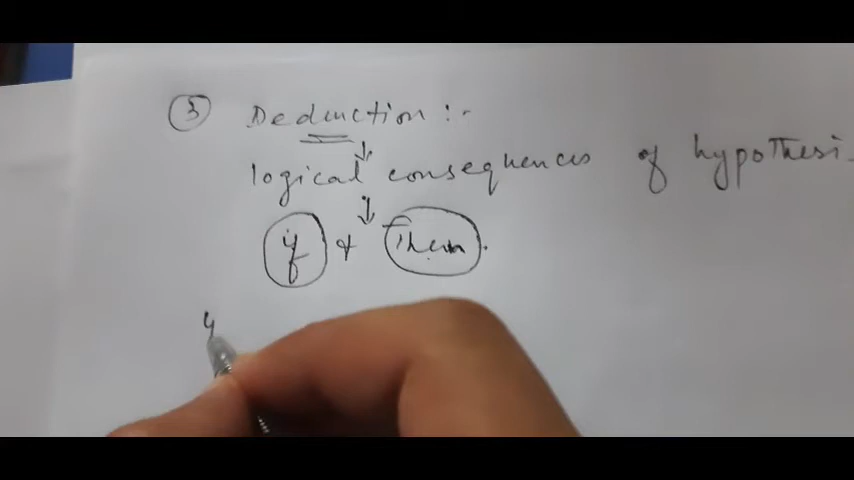 ③ Deduction :-
logical consequences of hypothesi
if & then.